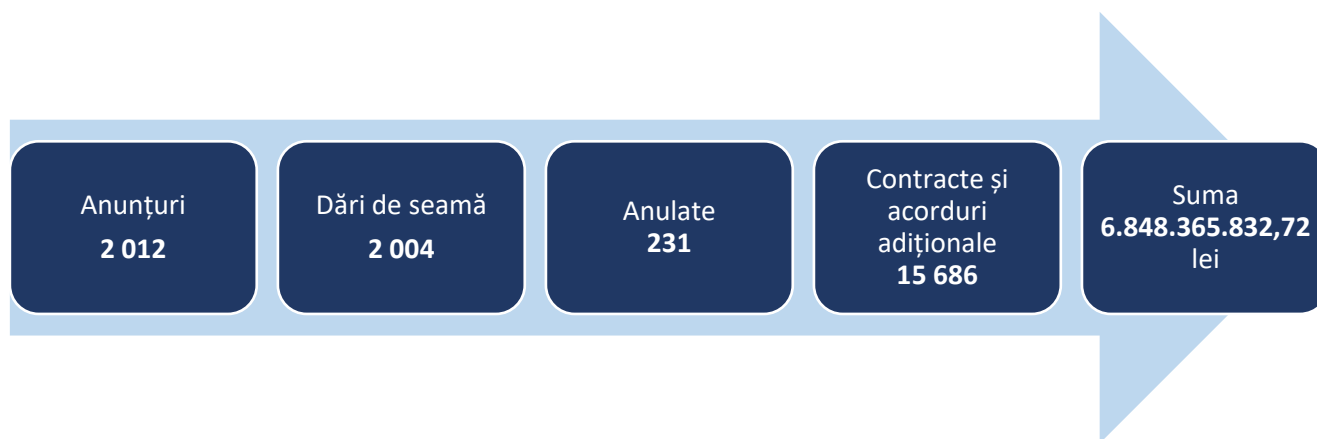 Anunțuri
2 012
Dări de seamă
2 004
Anulate
231
Contracte și
acorduri
adiționale
15 686
Suma
6.848.365.832,72
lei